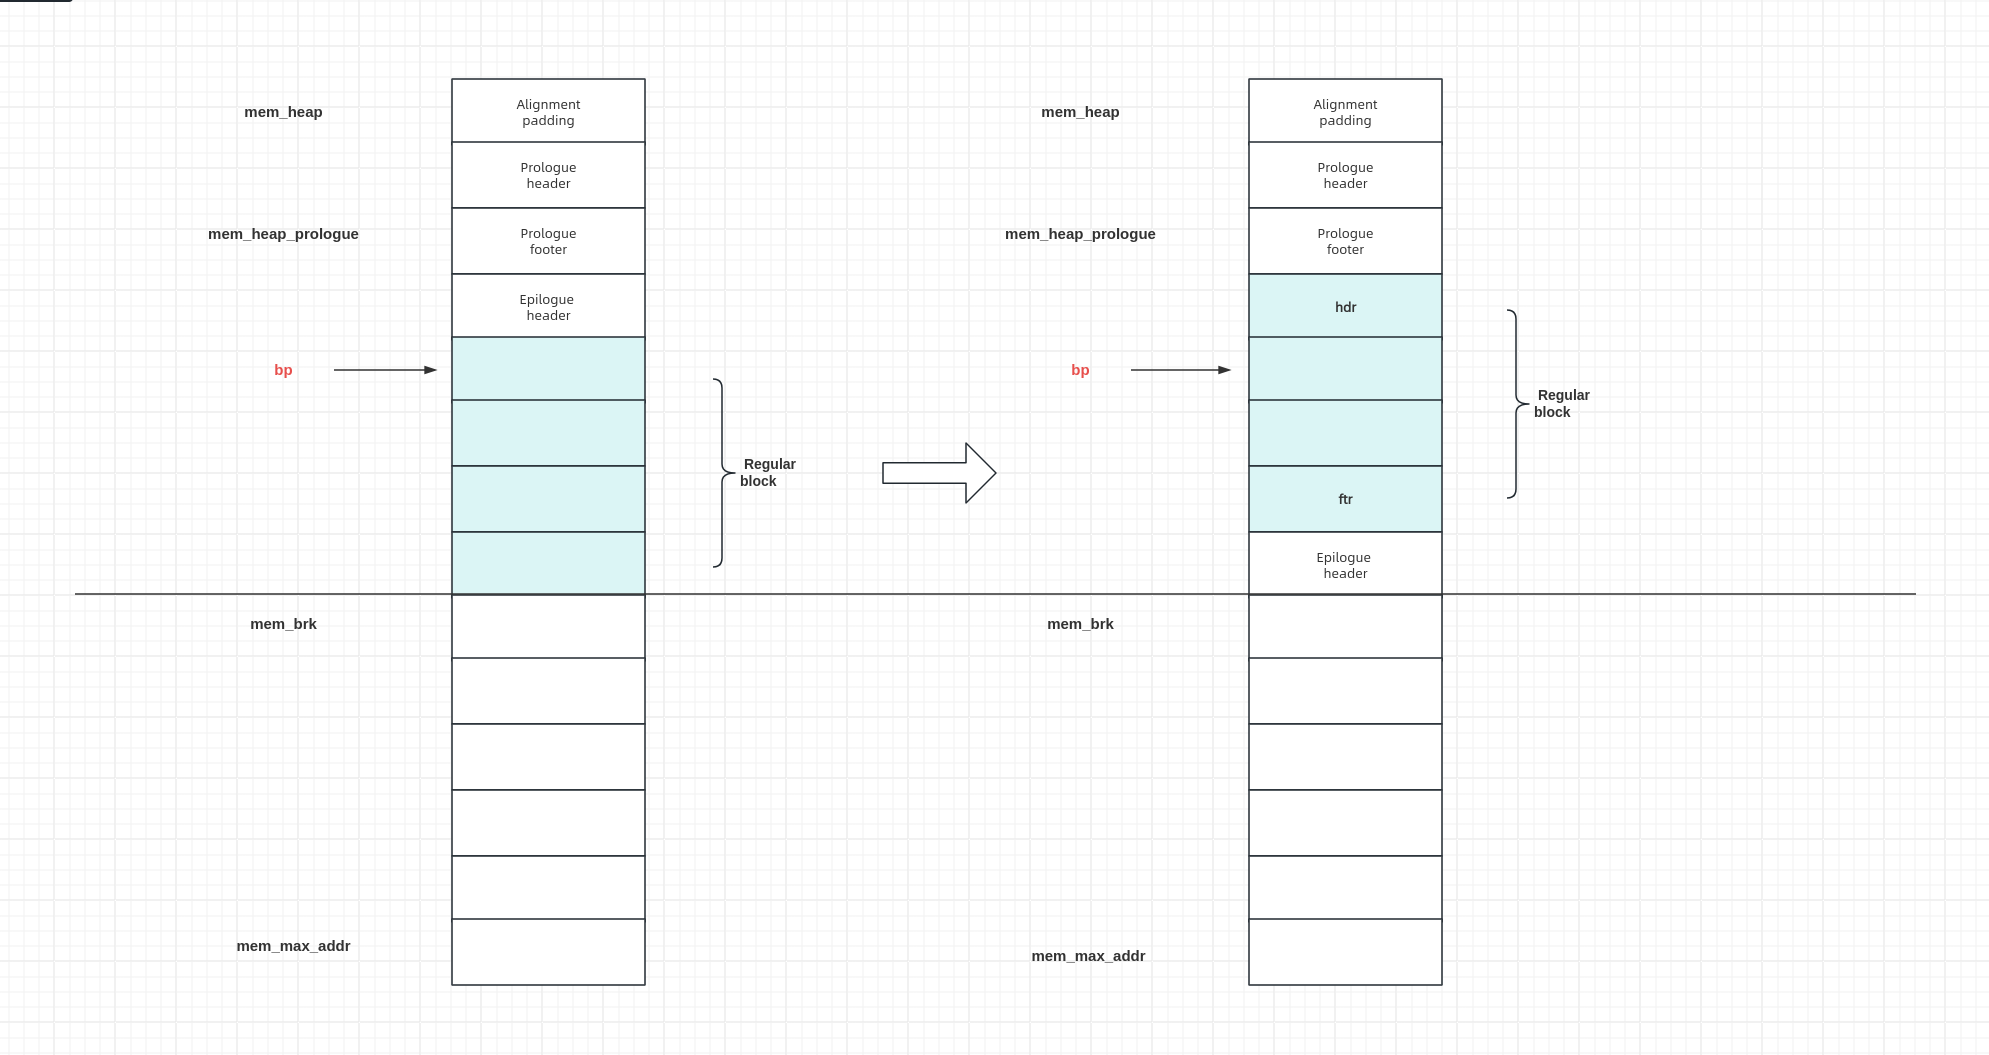 mem_heap
Alignment
padding
Prologue
header
mem_heap_prologue
Prologue
footer
Epilogue
header
bp
Regular
block
mem_brk
mem_max_addr
mem_heap
Alignment
padding
Prologue
header
mem_heap_prologue
Prologue
footer
hdr
bp
Regular
block
ftr
Epilogue
header
mem_brk
mem_max_addr